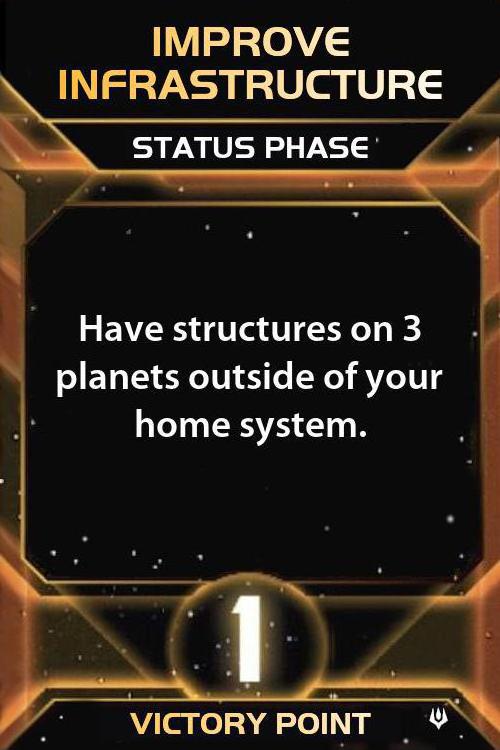 IMPROVE
INFRASTRUCTURE
STATUS PHASE
Have structures on 3
planets outside of your
home system.
1
VICTORY POINT